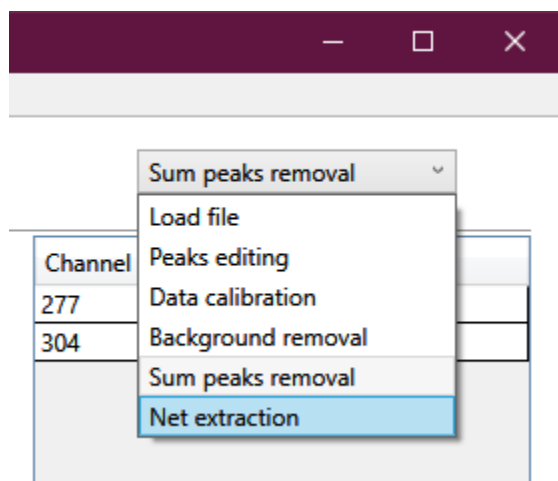 Sum peaks removal
Load file
Channel
Peaks editing
277
Data calibration
304
Background removal
Sum peaks removal
Net extraction